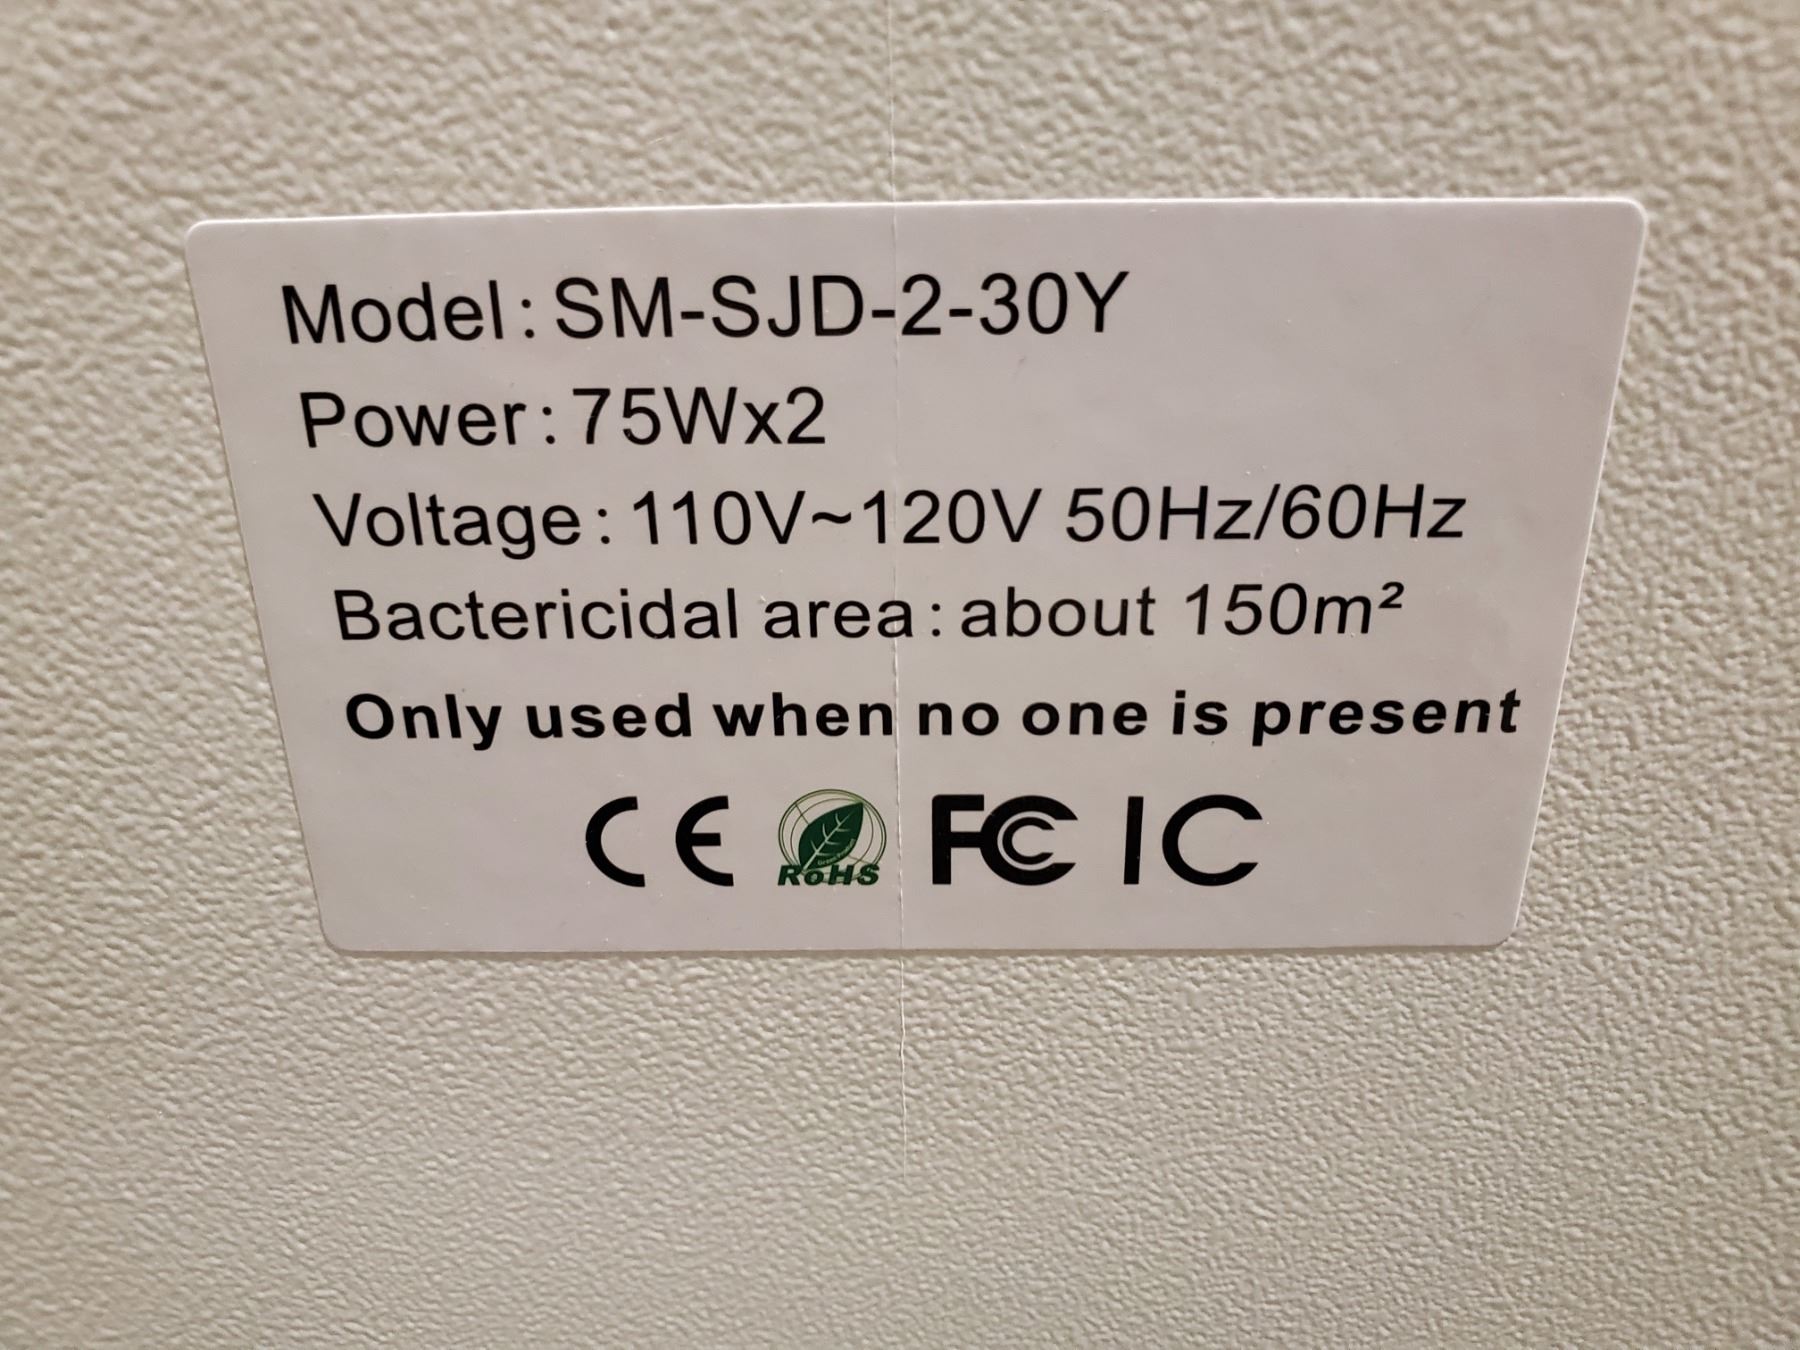 Model: SM-SJD-2-30Y
Power: 75Wx2
Voltage: 110V~120V 50Hz/60Hz
Bactericidal area: about 150m²
Only used when no one is present
CE RoHS FC IC